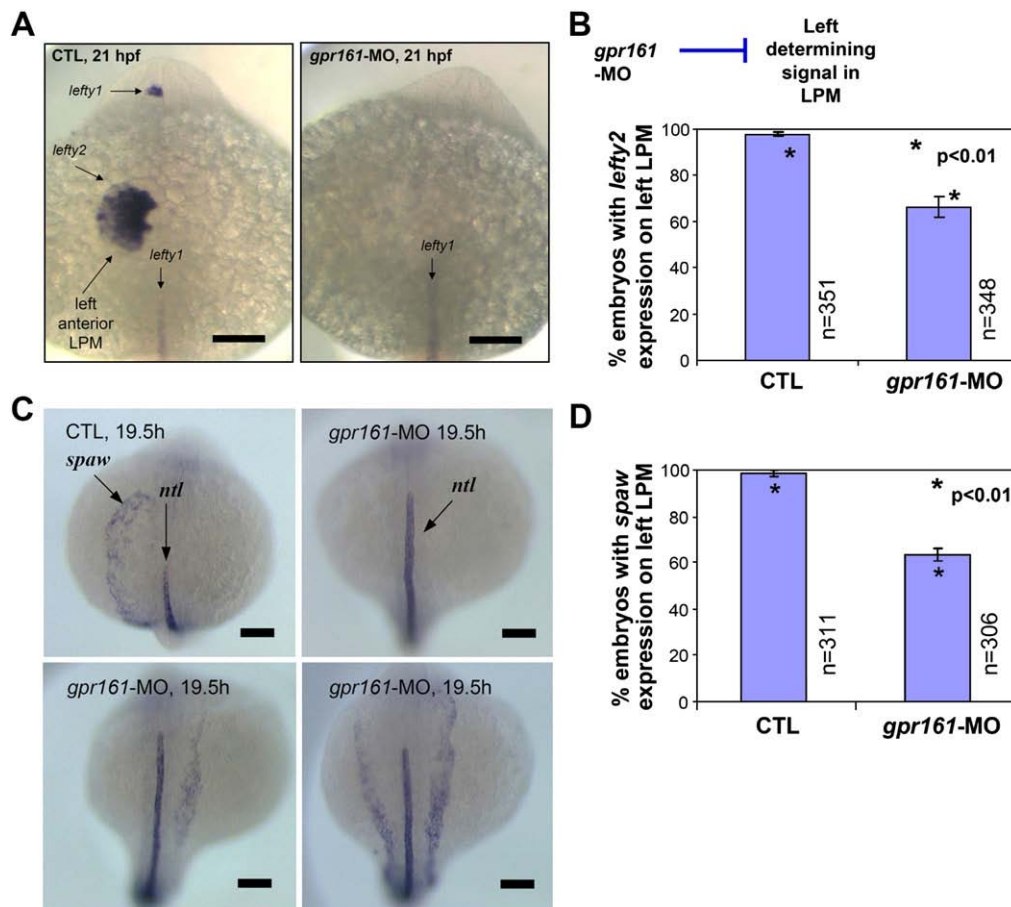 A
CTL, 21 hpf
lefty1
lefty2
lefty1
left
anterior
LPM
gpr161-MO, 21 hpf
lefty1
B
gpr161
-MO
Left
determining
signal in
LPM
% embryos with lefty2
expression on left LPM
100
80
60
40
20
0
*
*
p<0.01
*
n=351
n=348
CTL
gpr161-MO
C
CTL, 19.5h
spaw
ntl
gpr161-MO 19.5h
ntl
gpr161-MO, 19.5h
gpr161-MO, 19.5h
D
% embryos with spaw
expression on left LPM
100
80
60
40
20
0
*
*
p<0.01
*
n=311
n=306
CTL
gpr161-MO